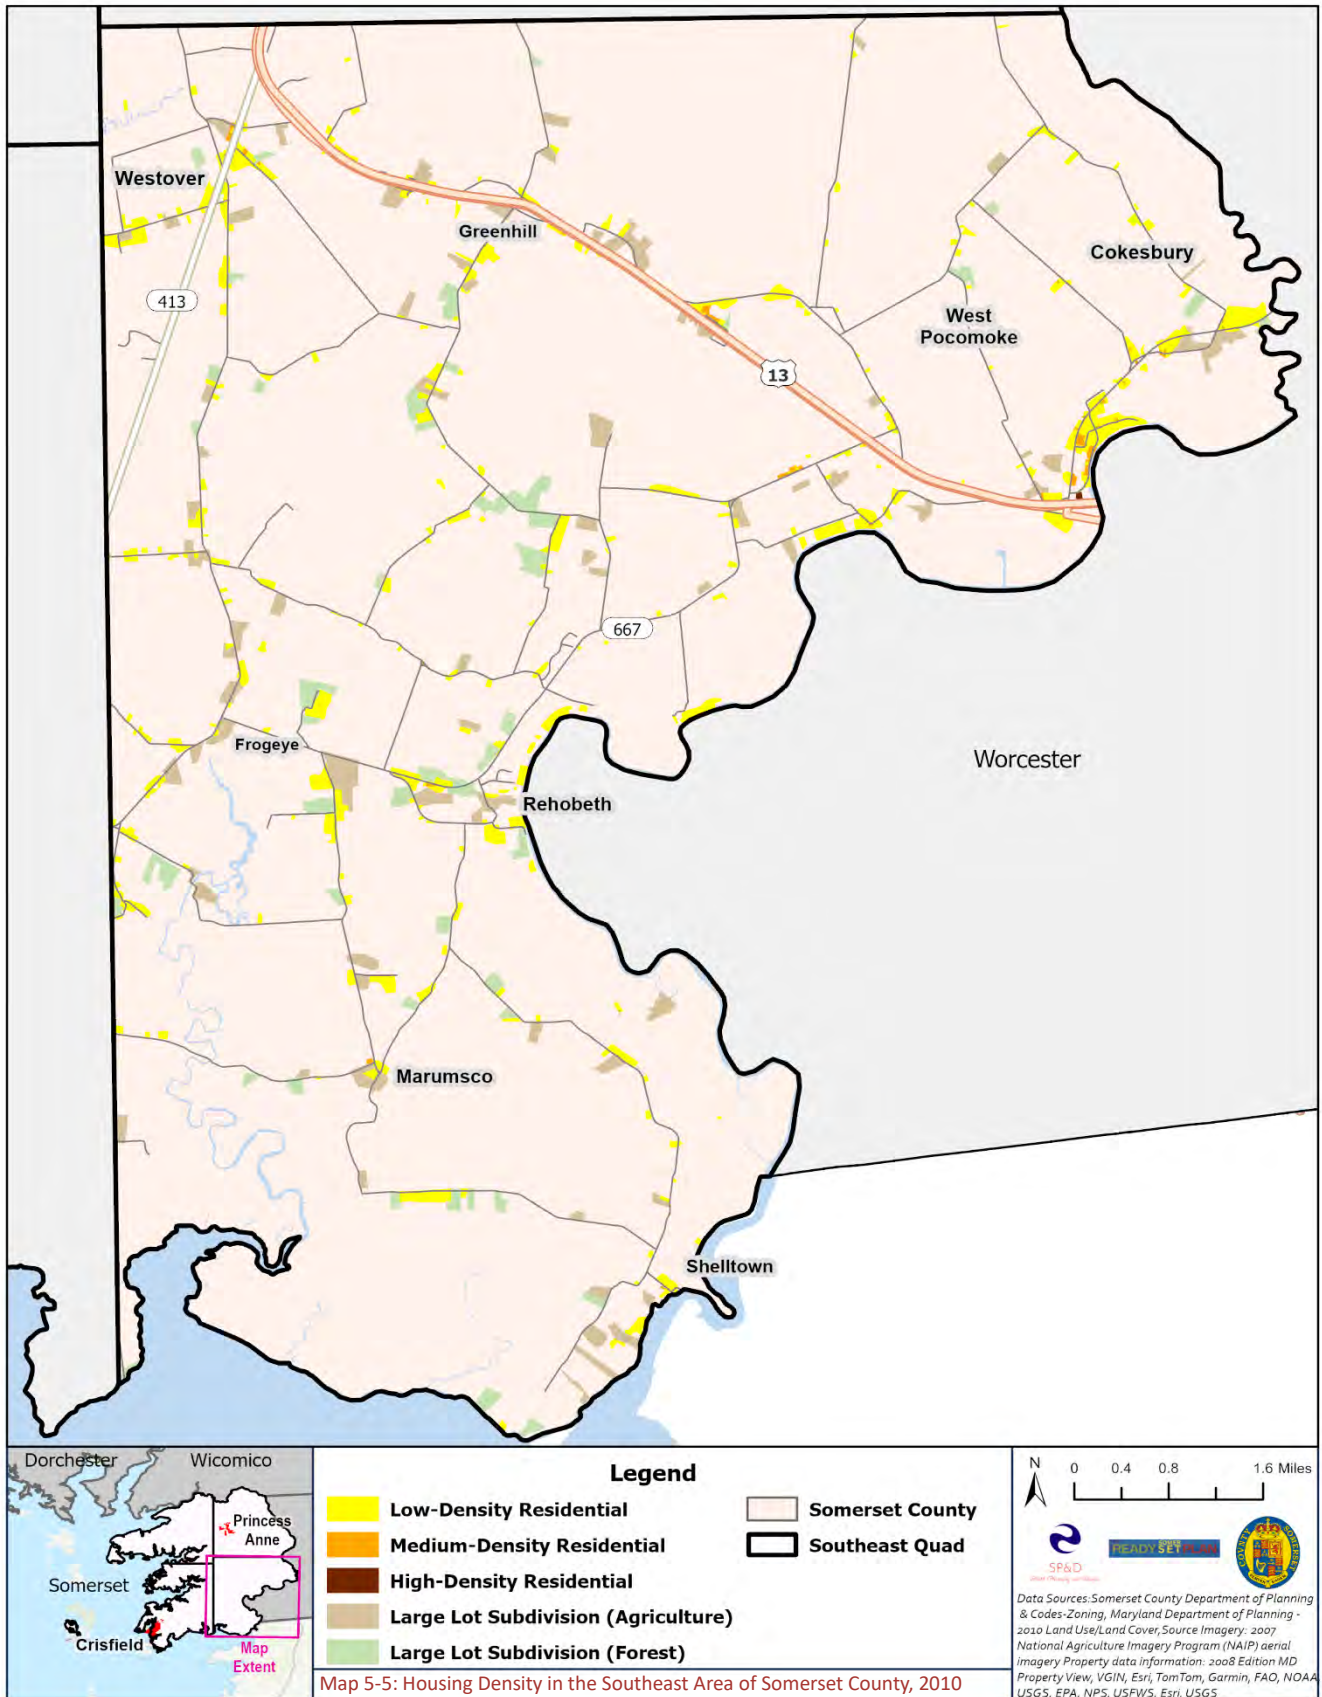 Westover
Greenhill
413
Cokesbury
West
Pocomoke
13
667
Frogeye
Worcester
Rehobeth
Marumsco
Shelltown
Dorchester
Wicomico
Princess
Anne
Somerset
Crisfield
Map
Extent
Legend
Low-Density Residential
Medium-Density Residential
High-Density Residential
Large Lot Subdivision (Agriculture)
Large Lot Subdivision (Forest)
Somerset County
Southeast Quad
Map 5-5: Housing Density in the Southeast Area of Somerset County, 2010
N
0 0.4 0.8 1.6 Miles
SP&D
READY SET PLAN
COUNTY SOMERSET
Data Sources:Somerset County Department of Planning
& Codes-Zoning, Maryland Department of Planning -
2010 Land Use/Land Cover,Source Imagery: 2007
National Agriculture Imagery Program (NAIP) aerial
imagery Property data information: 2008 Edition MD
Property View, VGIN, Esri, TomTom, Garmin, FAO, NOAA,
USGS, EPA, NPS, USFWS, Esri, USGS